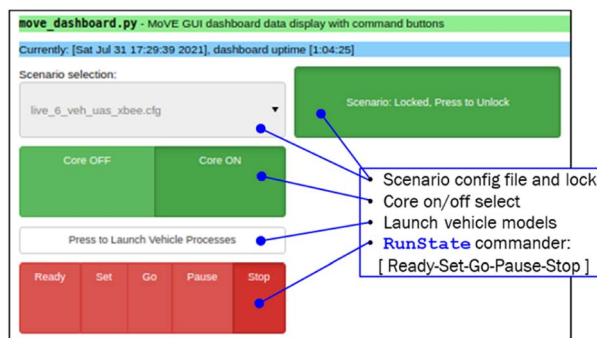 move_dashboard.py - MoVE GUI dashboard data display with command buttons
Currently: [Sat Jul 31 17:29:39 2021], dashboard uptime [1:04:25]
Scenario selection:
live_6_veh_uas_xbee.cfg
Scenario: Locked, Press to Unlock
Core OFF
Core ON
Press to Launch Vehicle Processes
Ready
Set
Go
Pause
Stop
• Scenario config file and lock
• Core on/off select
• Launch vehicle models
• RunState commander:
[ Ready-Set-Go-Pause-Stop ]